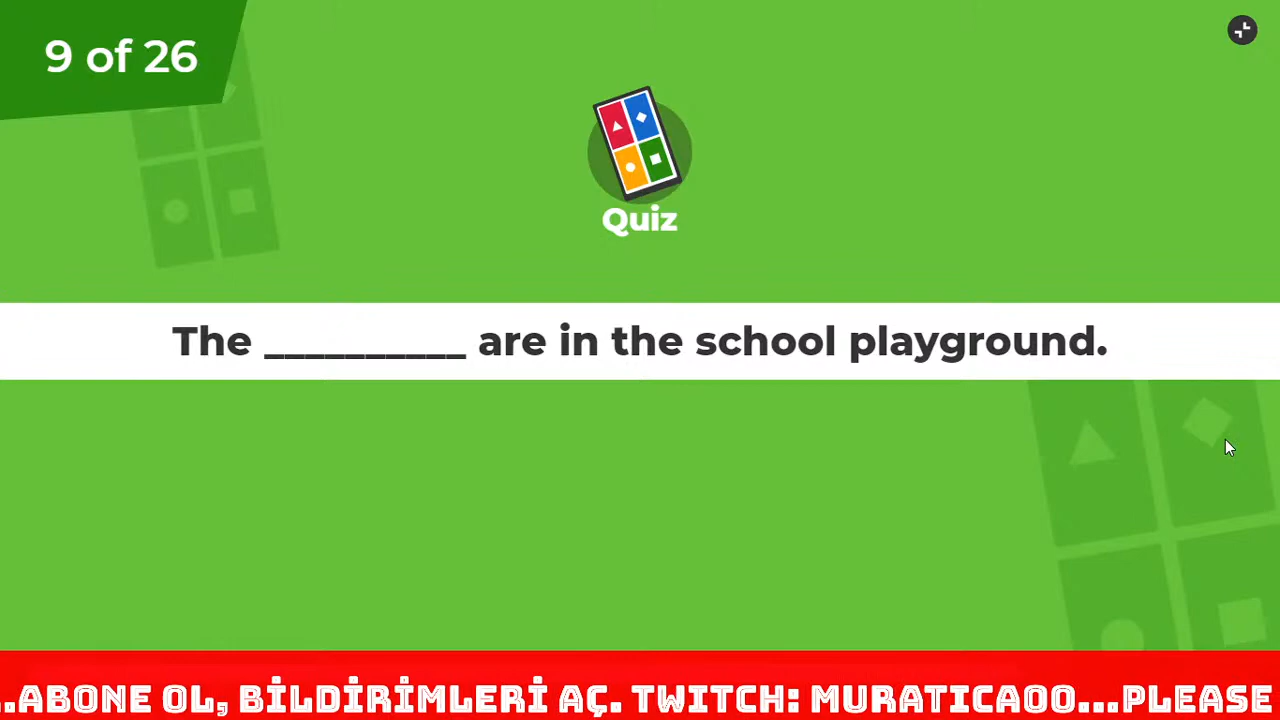 9 of 26
Quiz
The __________ are in the school playground.
..ABONE OL, BİLDİRİMLERİ AÇ. TWITCH: MURATICAOO...PLEASE